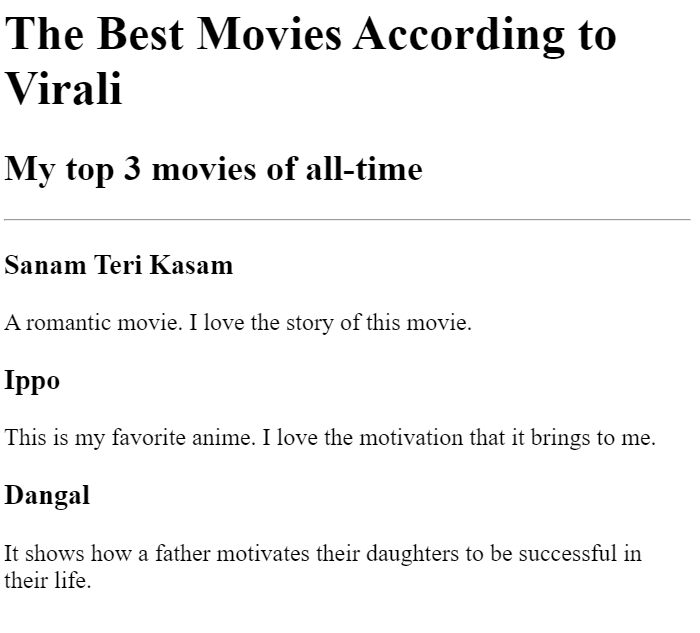 The Best Movies According to
Virali
My top 3 movies of all-time
Sanam Teri Kasam
A romantic movie. I love the story of this movie.
Ippo
This is my favorite anime. I love the motivation that it brings to me.
Dangal
It shows how a father motivates their daughters to be successful in
their life.